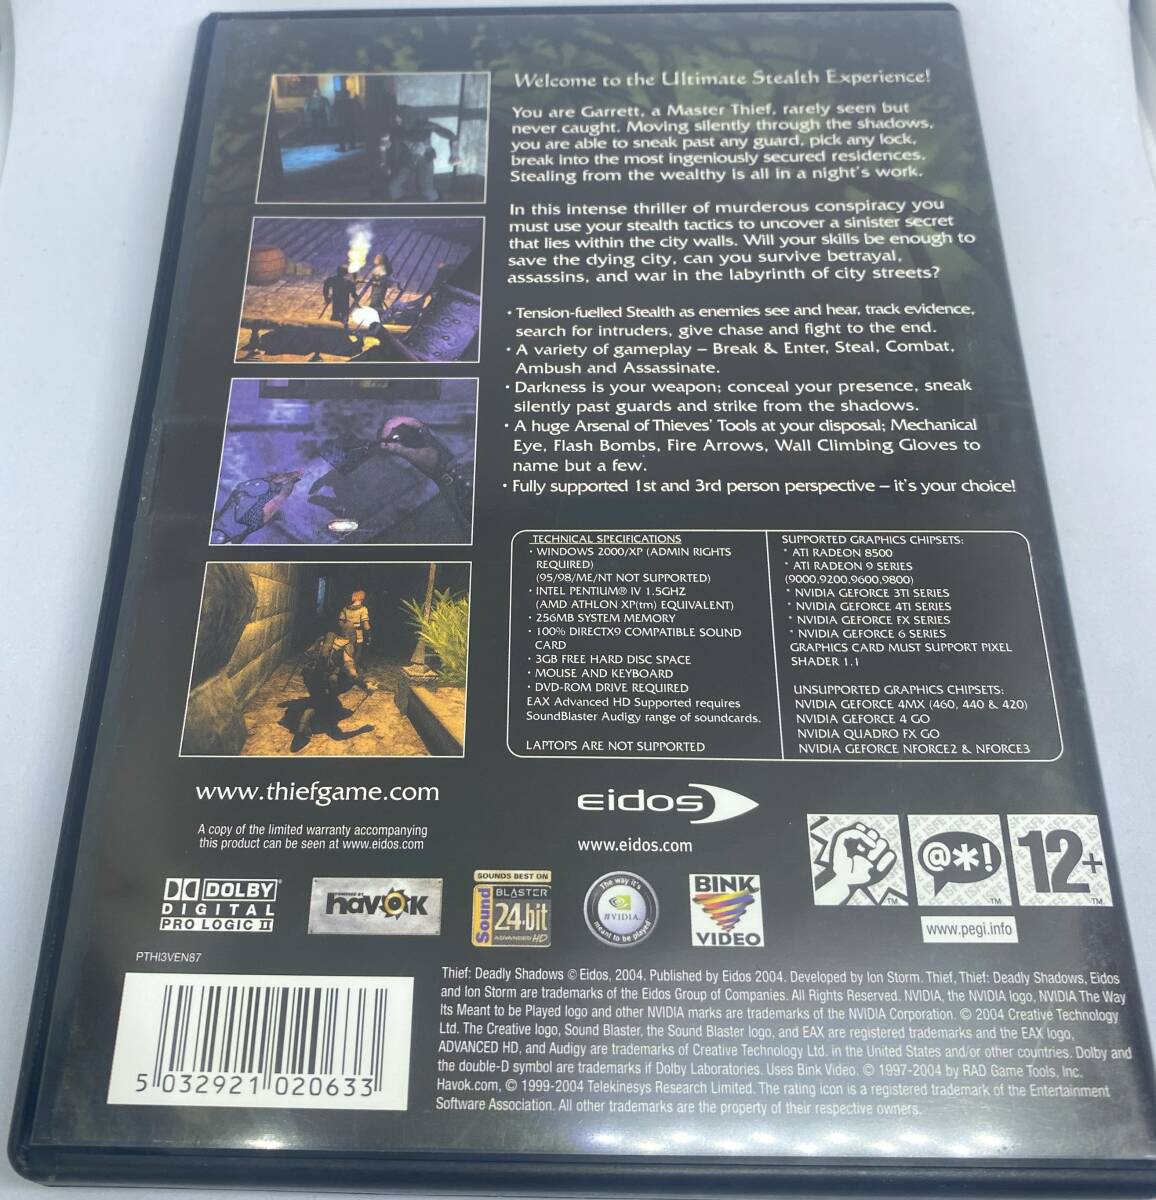 Welcome to the Ultimate Stealth Experience!
You are Garrett, a Master Thief, rarely seen but
never caught. Moving silently through the shadows,
you are able to sneak past any guard, pick any lock,
break into the most ingeniously secured residences.
Stealing from the wealthy is all in a night's work.
In this intense thriller of murderous conspiracy you
must use your stealth tactics to uncover a sinister secret
that lies within the city walls. Will your skills be enough to
save the dying city, can you survive betrayal,
assassins, and war in the labyrinth of city streets?
• Tension-fuelled Stealth as enemies see and hear, track evidence,
search for intruders, give chase and fight to the end.
• A variety of gameplay – Break & Enter, Steal, Combat,
Ambush and Assassinate.
• Darkness is your weapon; conceal your presence, sneak
silently past guards and strike from the shadows.
• A huge Arsenal of Thieves' Tools at your disposal; Mechanical
Eye, Flash Bombs, Fire Arrows, Wall Climbing Gloves to
name but a few.
• Fully supported 1st and 3rd person perspective – it's your choice!
TECHNICAL SPECIFICATIONS
• WINDOWS 2000/XP (ADMIN RIGHTS
REQUIRED)
(95/98/ME/NT NOT SUPPORTED)
• INTEL PENTIUM® IV 1.5GHZ
(AMD ATHLON XP(tm) EQUIVALENT)
• 256MB SYSTEM MEMORY
• 100% DIRECTX9 COMPATIBLE SOUND
CARD
• 3GB FREE HARD DISC SPACE
• MOUSE AND KEYBOARD
• DVD-ROM DRIVE REQUIRED
EAX Advanced HD Supported requires
SoundBlaster Audigy range of soundcards.
LAPTOPS ARE NOT SUPPORTED
SUPPORTED GRAPHICS CHIPSETS:
* ATI RADEON 8500
* ATI RADEON 9 SERIES
(9000,9200,9600,9800)
* NVIDIA GEFORCE 3TI SERIES
* NVIDIA GEFORCE 4TI SERIES
* NVIDIA GEFORCE FX SERIES
* NVIDIA GEFORCE 6 SERIES
GRAPHICS CARD MUST SUPPORT PIXEL
SHADER 1.1
UNSUPPORTED GRAPHICS CHIPSETS:
NVIDIA GEFORCE 4MX (460, 440 & 420)
NVIDIA GEFORCE 4 GO
NVIDIA QUADRO FX GO
NVIDIA GEFORCE NFORCE2 & NFORCE3
www.thiefgame.com
A copy of the limited warranty accompanying
this product can be seen at www.eidos.com
eidos
www.eidos.com
@*!
12+
TM
TM
TM
www.pegi.info
DOLBY
DIGITAL
PRO LOGIC II
POWERED BY
havok
SOUNDS BEST ON
Sound
BLASTER
24-bit
ADVANCED HD
The way it's
NVIDIA
meant to be played
BINK
VIDEO
PTHI3VEN87
5 032921 020633
Thief: Deadly Shadows © Eidos, 2004. Published by Eidos 2004. Developed by Ion Storm. Thief, Thief: Deadly Shadows, Eidos
and Ion Storm are trademarks of the Eidos Group of Companies. All Rights Reserved. NVIDIA, the NVIDIA logo, NVIDIA The Way
Its Meant to be Played logo and other NVIDIA marks are trademarks of the NVIDIA Corporation. © 2004 Creative Technology
Ltd. The Creative logo, Sound Blaster, the Sound Blaster logo, and EAX are registered trademarks and the EAX logo,
ADVANCED HD, and Audigy are trademarks of Creative Technology Ltd. in the United States and/or other countries. Dolby and
the double-D symbol are trademarks if Dolby Laboratories. Uses Bink Video. © 1997-2004 by RAD Game Tools, Inc.
Havok.com, © 1999-2004 Telekinesys Research Limited. The rating icon is a registered trademark of the Entertainment
Software Association. All other trademarks are the property of their respective owners.